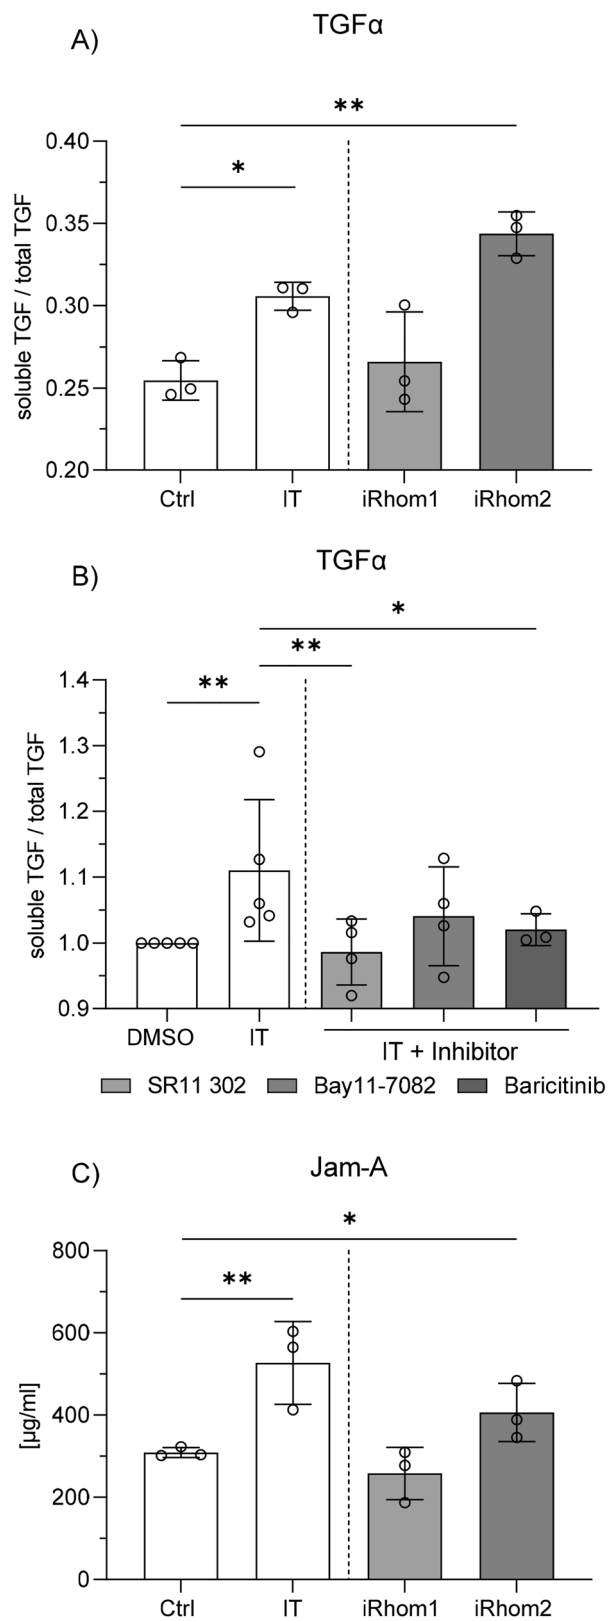 A)
TGFα
**
*
soluble TGF / total TGF
0.40
0.35
0.30
0.25
0.20
Ctrl IT iRhom1 iRhom2
B)
TGFα
*
**
**
soluble TGF / total TGF
1.4
1.3
1.2
1.1
1.0
0.9
DMSO IT
IT + Inhibitor
SR11 302 Bay11-7082 Baricitinib
C)
Jam-A
*
**
[µg/ml]
800
600
400
200
0
Ctrl IT iRhom1 iRhom2